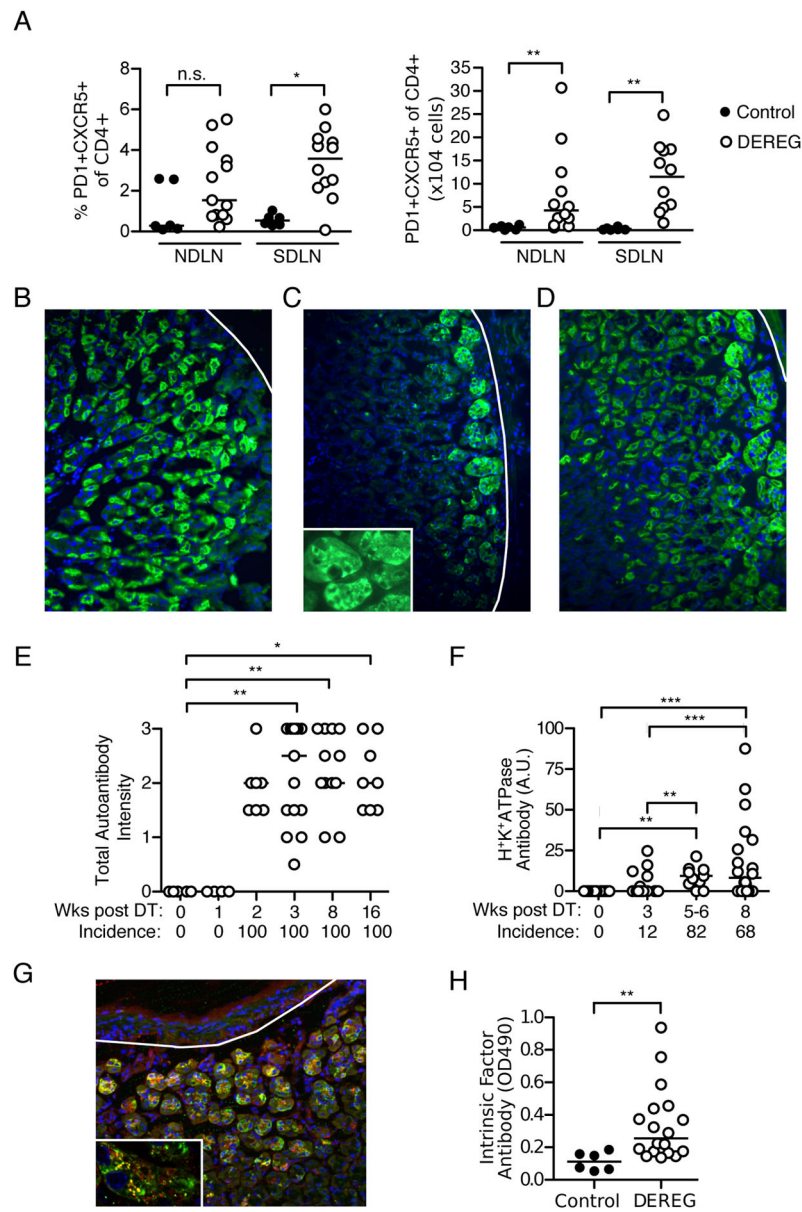 A
% PD1+CXCR5+
of CD4+
8
6
4
2
0
n.s.
*
NDLN
SDLN
PD1+CXCR5+ of CD4+
(x104 cells)
35
30
25
20
15
10
5
0
**
**
NDLN
SDLN
Control
DEREG
B
C
D
E
Total Autoantibody
Intensity
3
2
1
0
*
**
**
Wks post DT: 0 1 2 3 8 16
Incidence: 0 0 100 100 100 100
F
H+K+ATPase
Antibody (A.U.)
100
75
50
25
0
***
***
**
**
Wks post DT: 0 3 5-6 8
Incidence: 0 12 82 68
G
H
Intrinsic Factor
Antibody (OD490)
1.0
0.8
0.6
0.4
0.2
0.0
**
Control DEREG